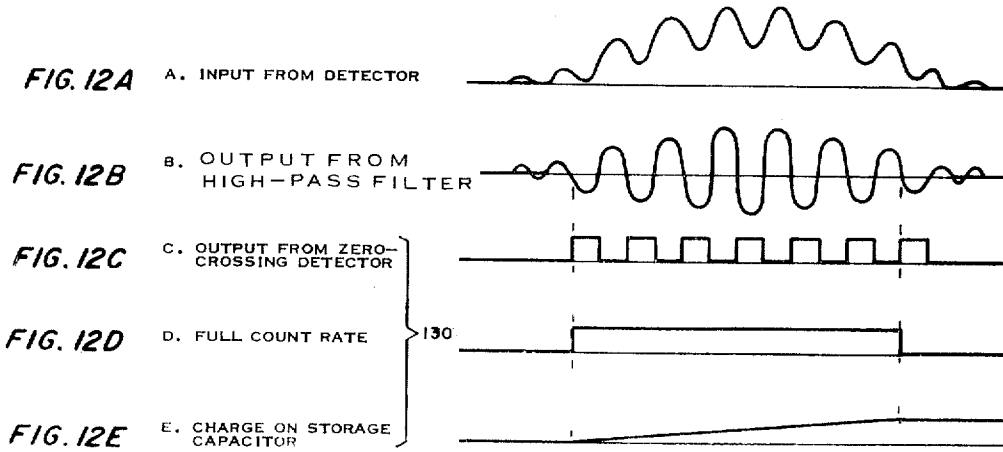 FIG. 12A A. INPUT FROM DETECTOR
FIG. 12B B. OUTPUT FROM
HIGH-PASS FILTER
FIG. 12C C. OUTPUT FROM ZERO-
CROSSING DETECTOR
FIG. 12D D. FULL COUNT RATE
130
FIG. 12E E. CHARGE ON STORAGE
CAPACITOR